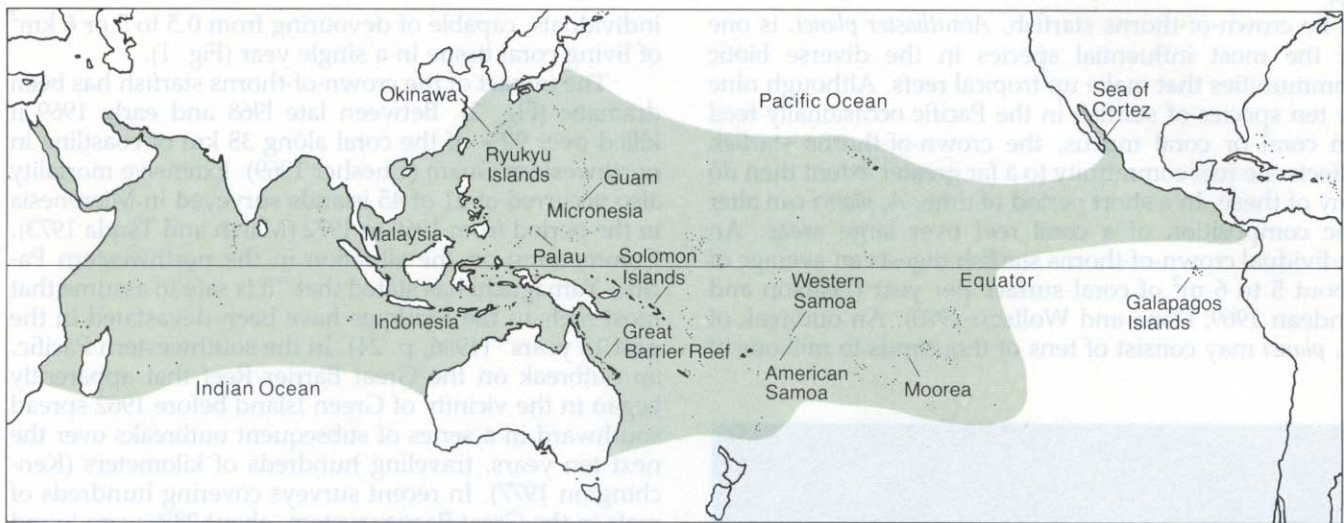 Okinawa
Pacific Ocean
Sea of
Cortez
Ryukyu
Islands
Guam
Micronesia
Malaysia
Palau
Solomon
Islands
Western
Samoa
Equator
Galapagos
Islands
Indonesia
Great
Barrier Reef
American
Samoa
Moorea
Indian Ocean